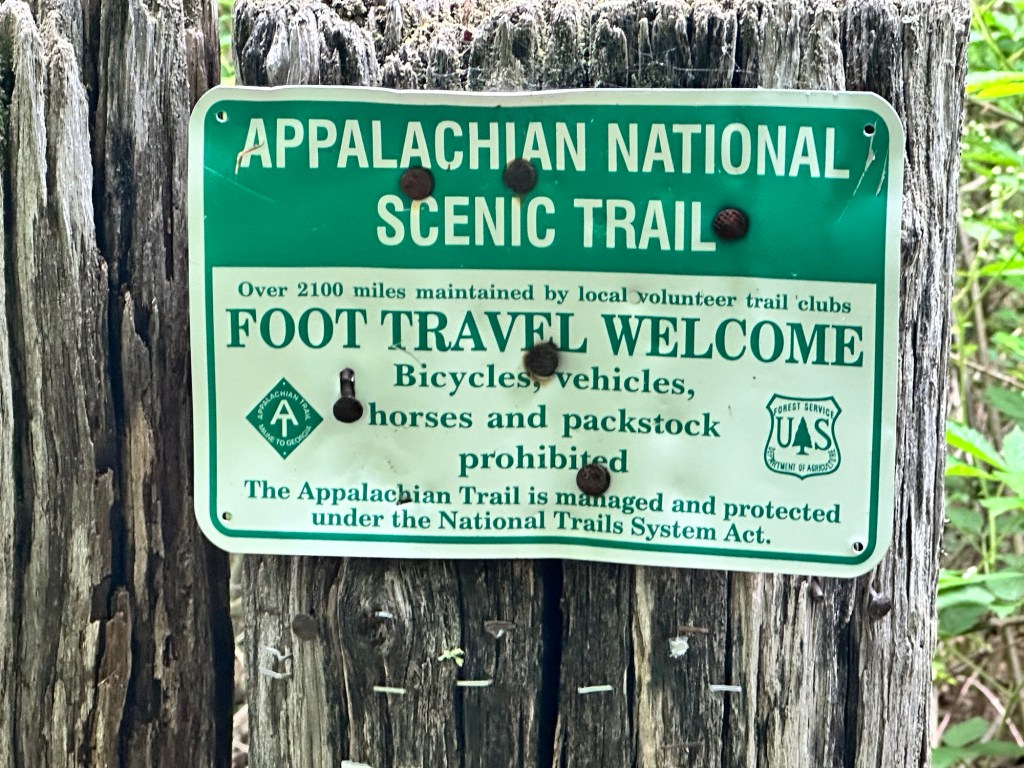 APPALACHIAN NATIONAL
SCENIC TRAIL
Over 2100 miles maintained by local volunteer trail clubs
FOOT TRAVEL WELCOME
Bicycles, vehicles,
horses and packstock
prohibited
APPALACHIAN TRAIL
MAINE TO GEORGIA
FOREST SERVICE
US
DEPARTMENT OF AGRICULTURE
The Appalachian Trail is managed and protected
under the National Trails System Act.